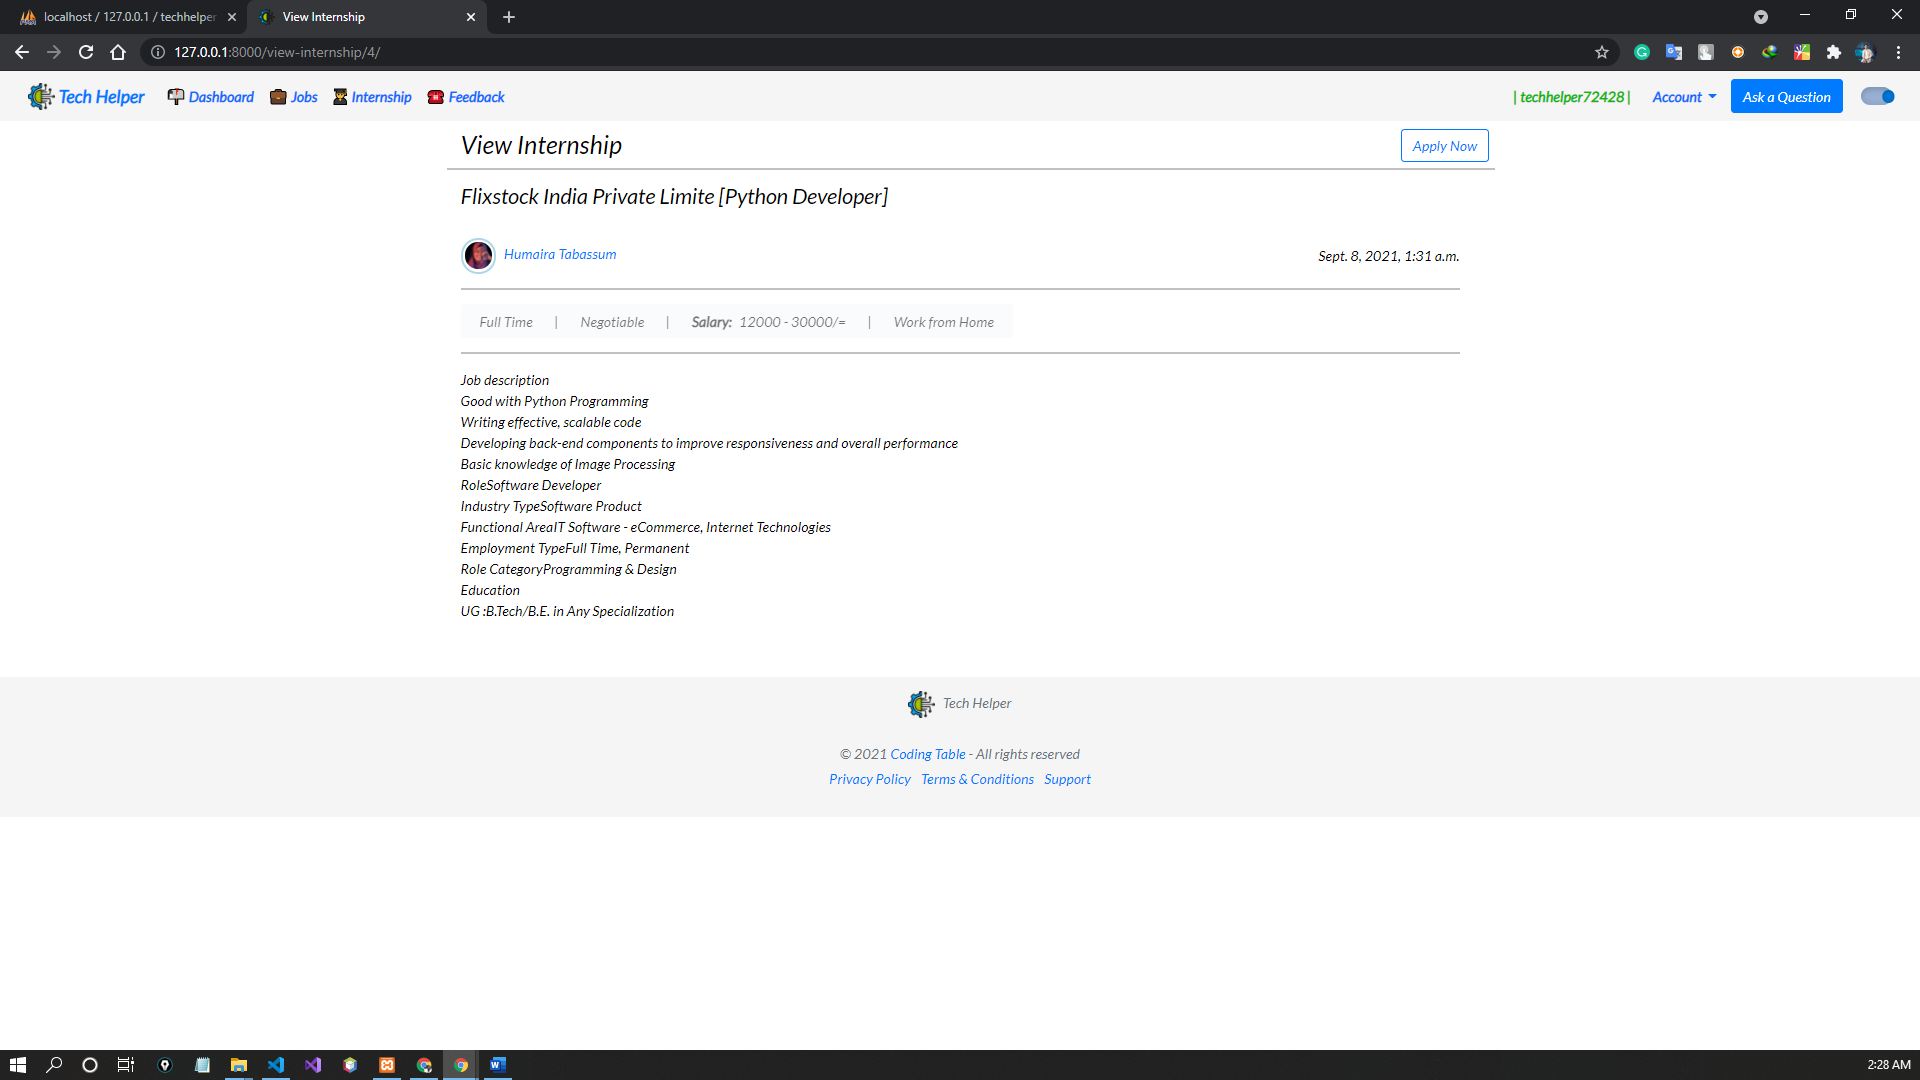 localhost / 127.0.0.1 / techhelper
View Internship
127.0.0.1:8000/view-internship/4/
Tech Helper Dashboard Jobs Internship Feedback | techhelper72428 | Account Ask a Question
View Internship Apply Now
Flixstock India Private Limite [Python Developer]
Humaira Tabassum Sept. 8, 2021, 1:31 a.m.
Full Time | Negotiable | Salary: 12000 - 30000/= | Work from Home
Job description
Good with Python Programming
Writing effective, scalable code
Developing back-end components to improve responsiveness and overall performance
Basic knowledge of Image Processing
RoleSoftware Developer
Industry TypeSoftware Product
Functional AreaIT Software - eCommerce, Internet Technologies
Employment TypeFull Time, Permanent
Role CategoryProgramming & Design
Education
UG :B.Tech/B.E. in Any Specialization
Tech Helper
© 2021 Coding Table - All rights reserved
Privacy Policy Terms & Conditions Support
2:28 AM